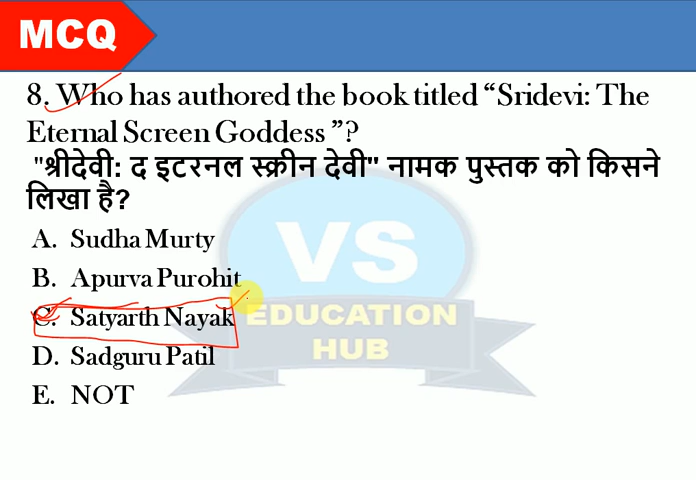 MCQ
8. Who has authored the book titled “Sridevi: The
Eternal Screen Goddess ”?
"श्रीदेवी: द इटरनल स्क्रीन देवी" नामक पुस्तक को किसने
लिखा है?
A. Sudha Murty
B. Apurva Purohit
C. Satyarth Nayak
D. Sadguru Patil
E. NOT
VS
EDUCATION
HUB